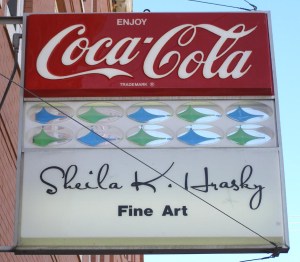 ENJOY
Coca-Cola
TRADEMARK ®
Sheila K. Hrasky
Fine Art